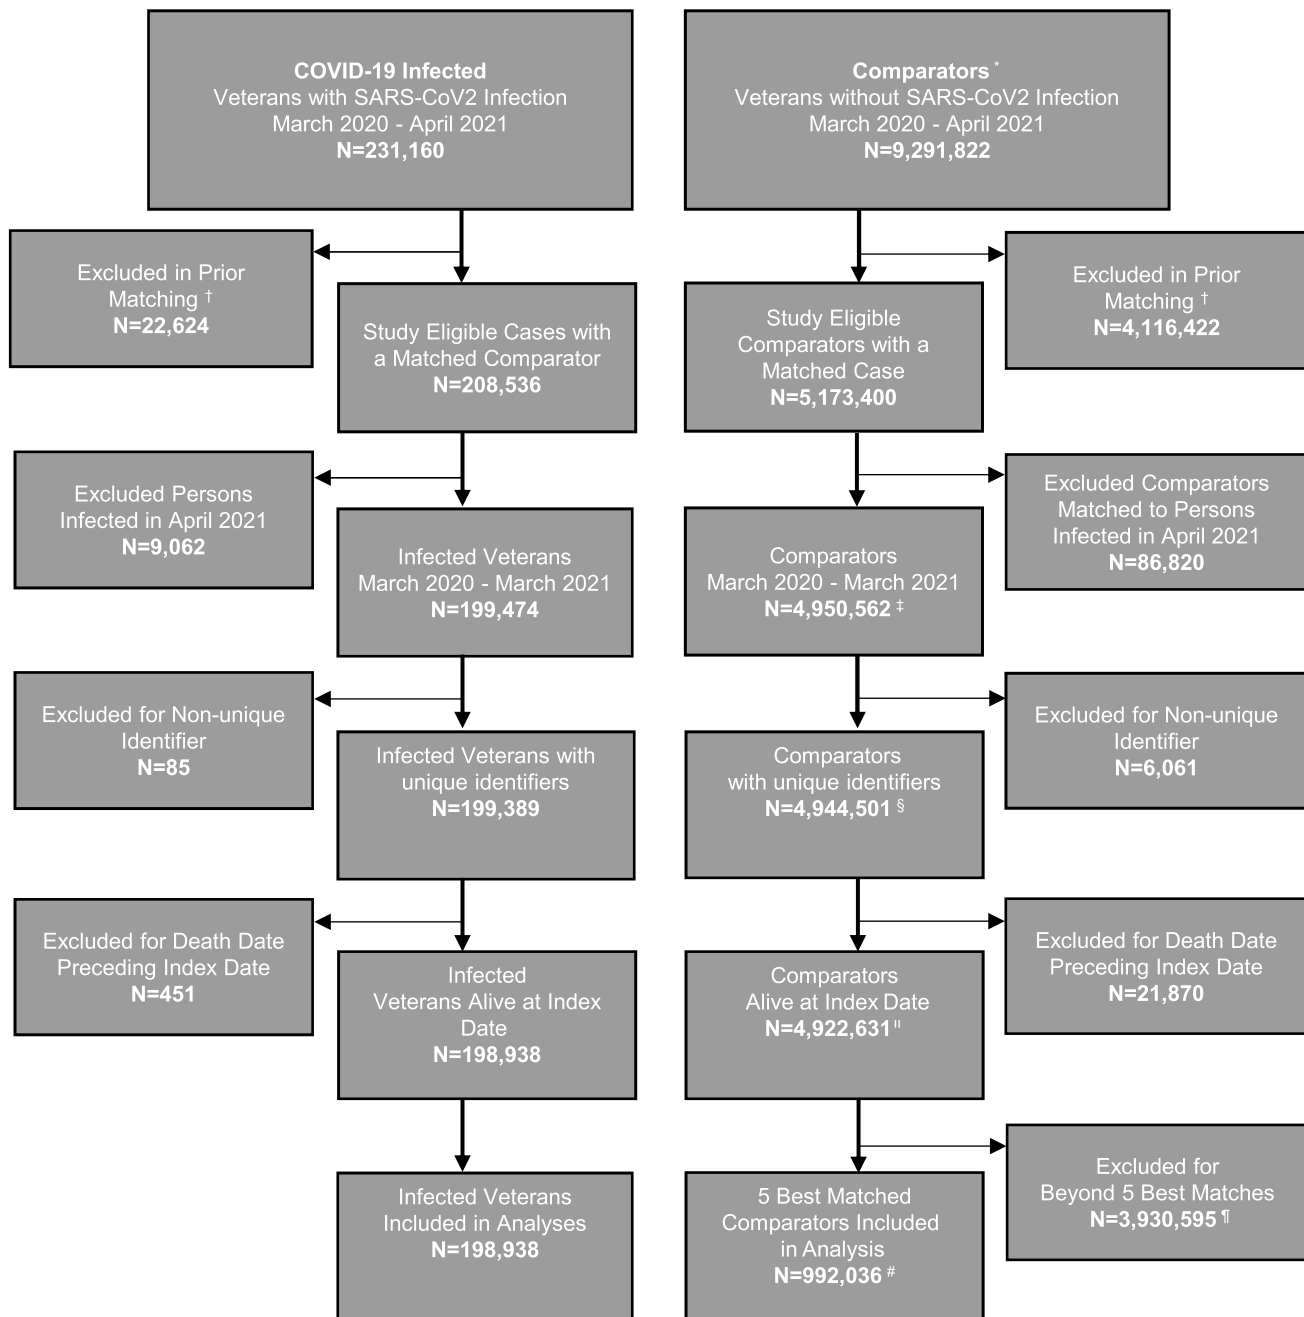 COVID-19 Infected
Veterans with SARS-CoV2 Infection
March 2020 - April 2021
N=231,160
Comparators *
Veterans without SARS-CoV2 Infection
March 2020 - April 2021
N=9,291,822
Excluded in Prior
Matching †
N=22,624
Study Eligible Cases with
a Matched Comparator
N=208,536
Study Eligible
Comparators with a
Matched Case
N=5,173,400
Excluded in Prior
Matching †
N=4,116,422
Excluded Persons
Infected in April 2021
N=9,062
Infected Veterans
March 2020 - March 2021
N=199,474
Comparators
March 2020 - March 2021
N=4,950,562 ‡
Excluded Comparators
Matched to Persons
Infected in April 2021
N=86,820
Excluded for Non-unique
Identifier
N=85
Infected Veterans with
unique identifiers
N=199,389
Comparators
with unique identifiers
N=4,944,501 §
Excluded for Non-unique
Identifier
N=6,061
Excluded for Death Date
Preceding Index Date
N=451
Infected
Veterans Alive at Index
Date
N=198,938
Comparators
Alive at Index Date
N=4,922,631 ||
Excluded for Death Date
Preceding Index Date
N=21,870
Infected Veterans
Included in Analyses
N=198,938
5 Best Matched
Comparators Included
in Analysis
N=992,036 #
Excluded for
Beyond 5 Best Matches
N=3,930,595 ¶